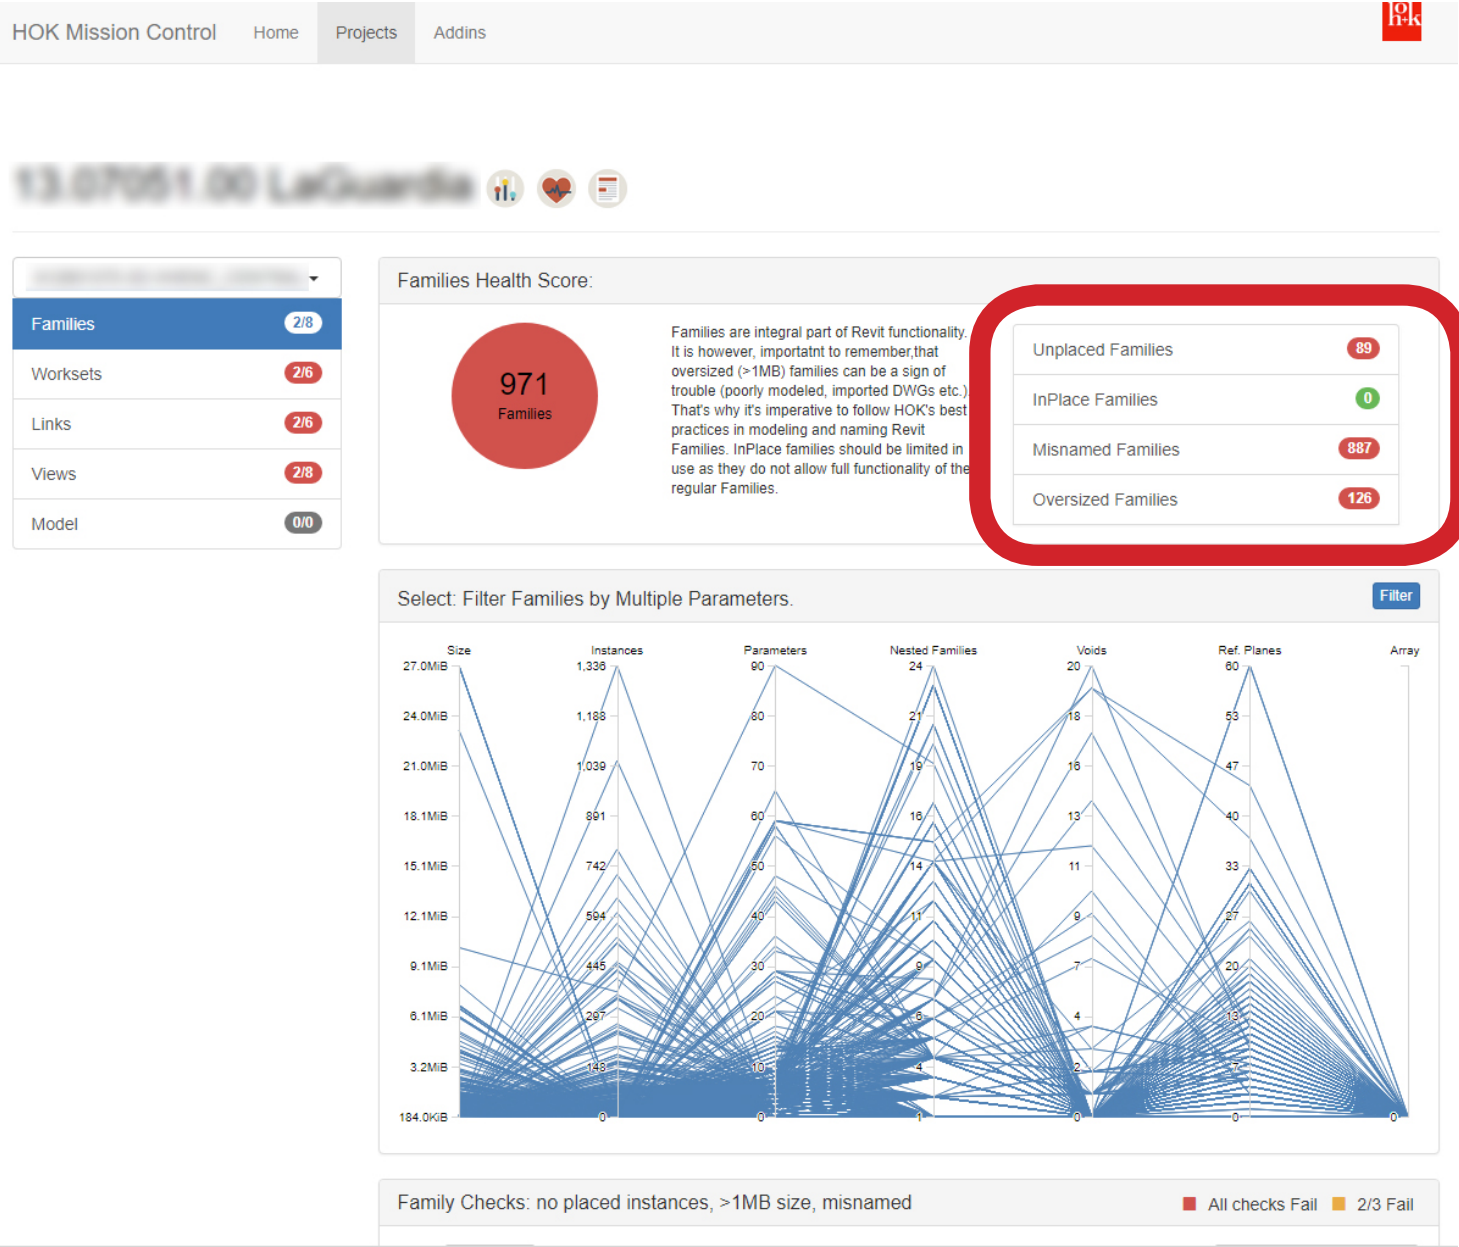 HOK Mission Control Home Projects Addins
h+k
13.07051.00 LaGuardia
Families 2/8
Worksets 2/6
Links 2/6
Views 2/8
Model 0/0
Families Health Score:
971
Families
Families are integral part of Revit functionality.
It is however, importatnt to remember,that
oversized (>1MB) families can be a sign of
trouble (poorly modeled, imported DWGs etc.).
That's why it's imperative to follow HOK's best
practices in modeling and naming Revit
Families. InPlace families should be limited in
use as they do not allow full functionality of the
regular Families.
Unplaced Families 89
InPlace Families 0
Misnamed Families 887
Oversized Families 126
Select: Filter Families by Multiple Parameters. Filter
Size Instances Parameters Nested Families Voids Ref. Planes Array
27.0MiB 1,336 90 24 20 60
24.0MiB 1,188 80 21 18 53
21.0MiB 1,039 70 19 16 47
18.1MiB 891 60 16 13 40
15.1MiB 742 50 14 11 33
12.1MiB 594 40 11 9 27
9.1MiB 445 30 9 7 20
6.1MiB 297 20 6 4 13
3.2MiB 148 10 4 2 7
184.0KiB 0 0 1 0 0 0
Family Checks: no placed instances, >1MB size, misnamed All checks Fail 2/3 Fail